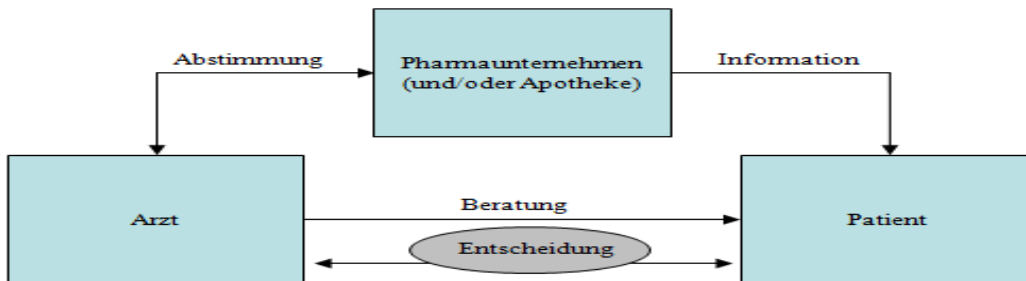 Abstimmung
Pharmaunternehmen
(und/oder Apotheke)
Information
Arzt
Beratung
Entscheidung
Patient